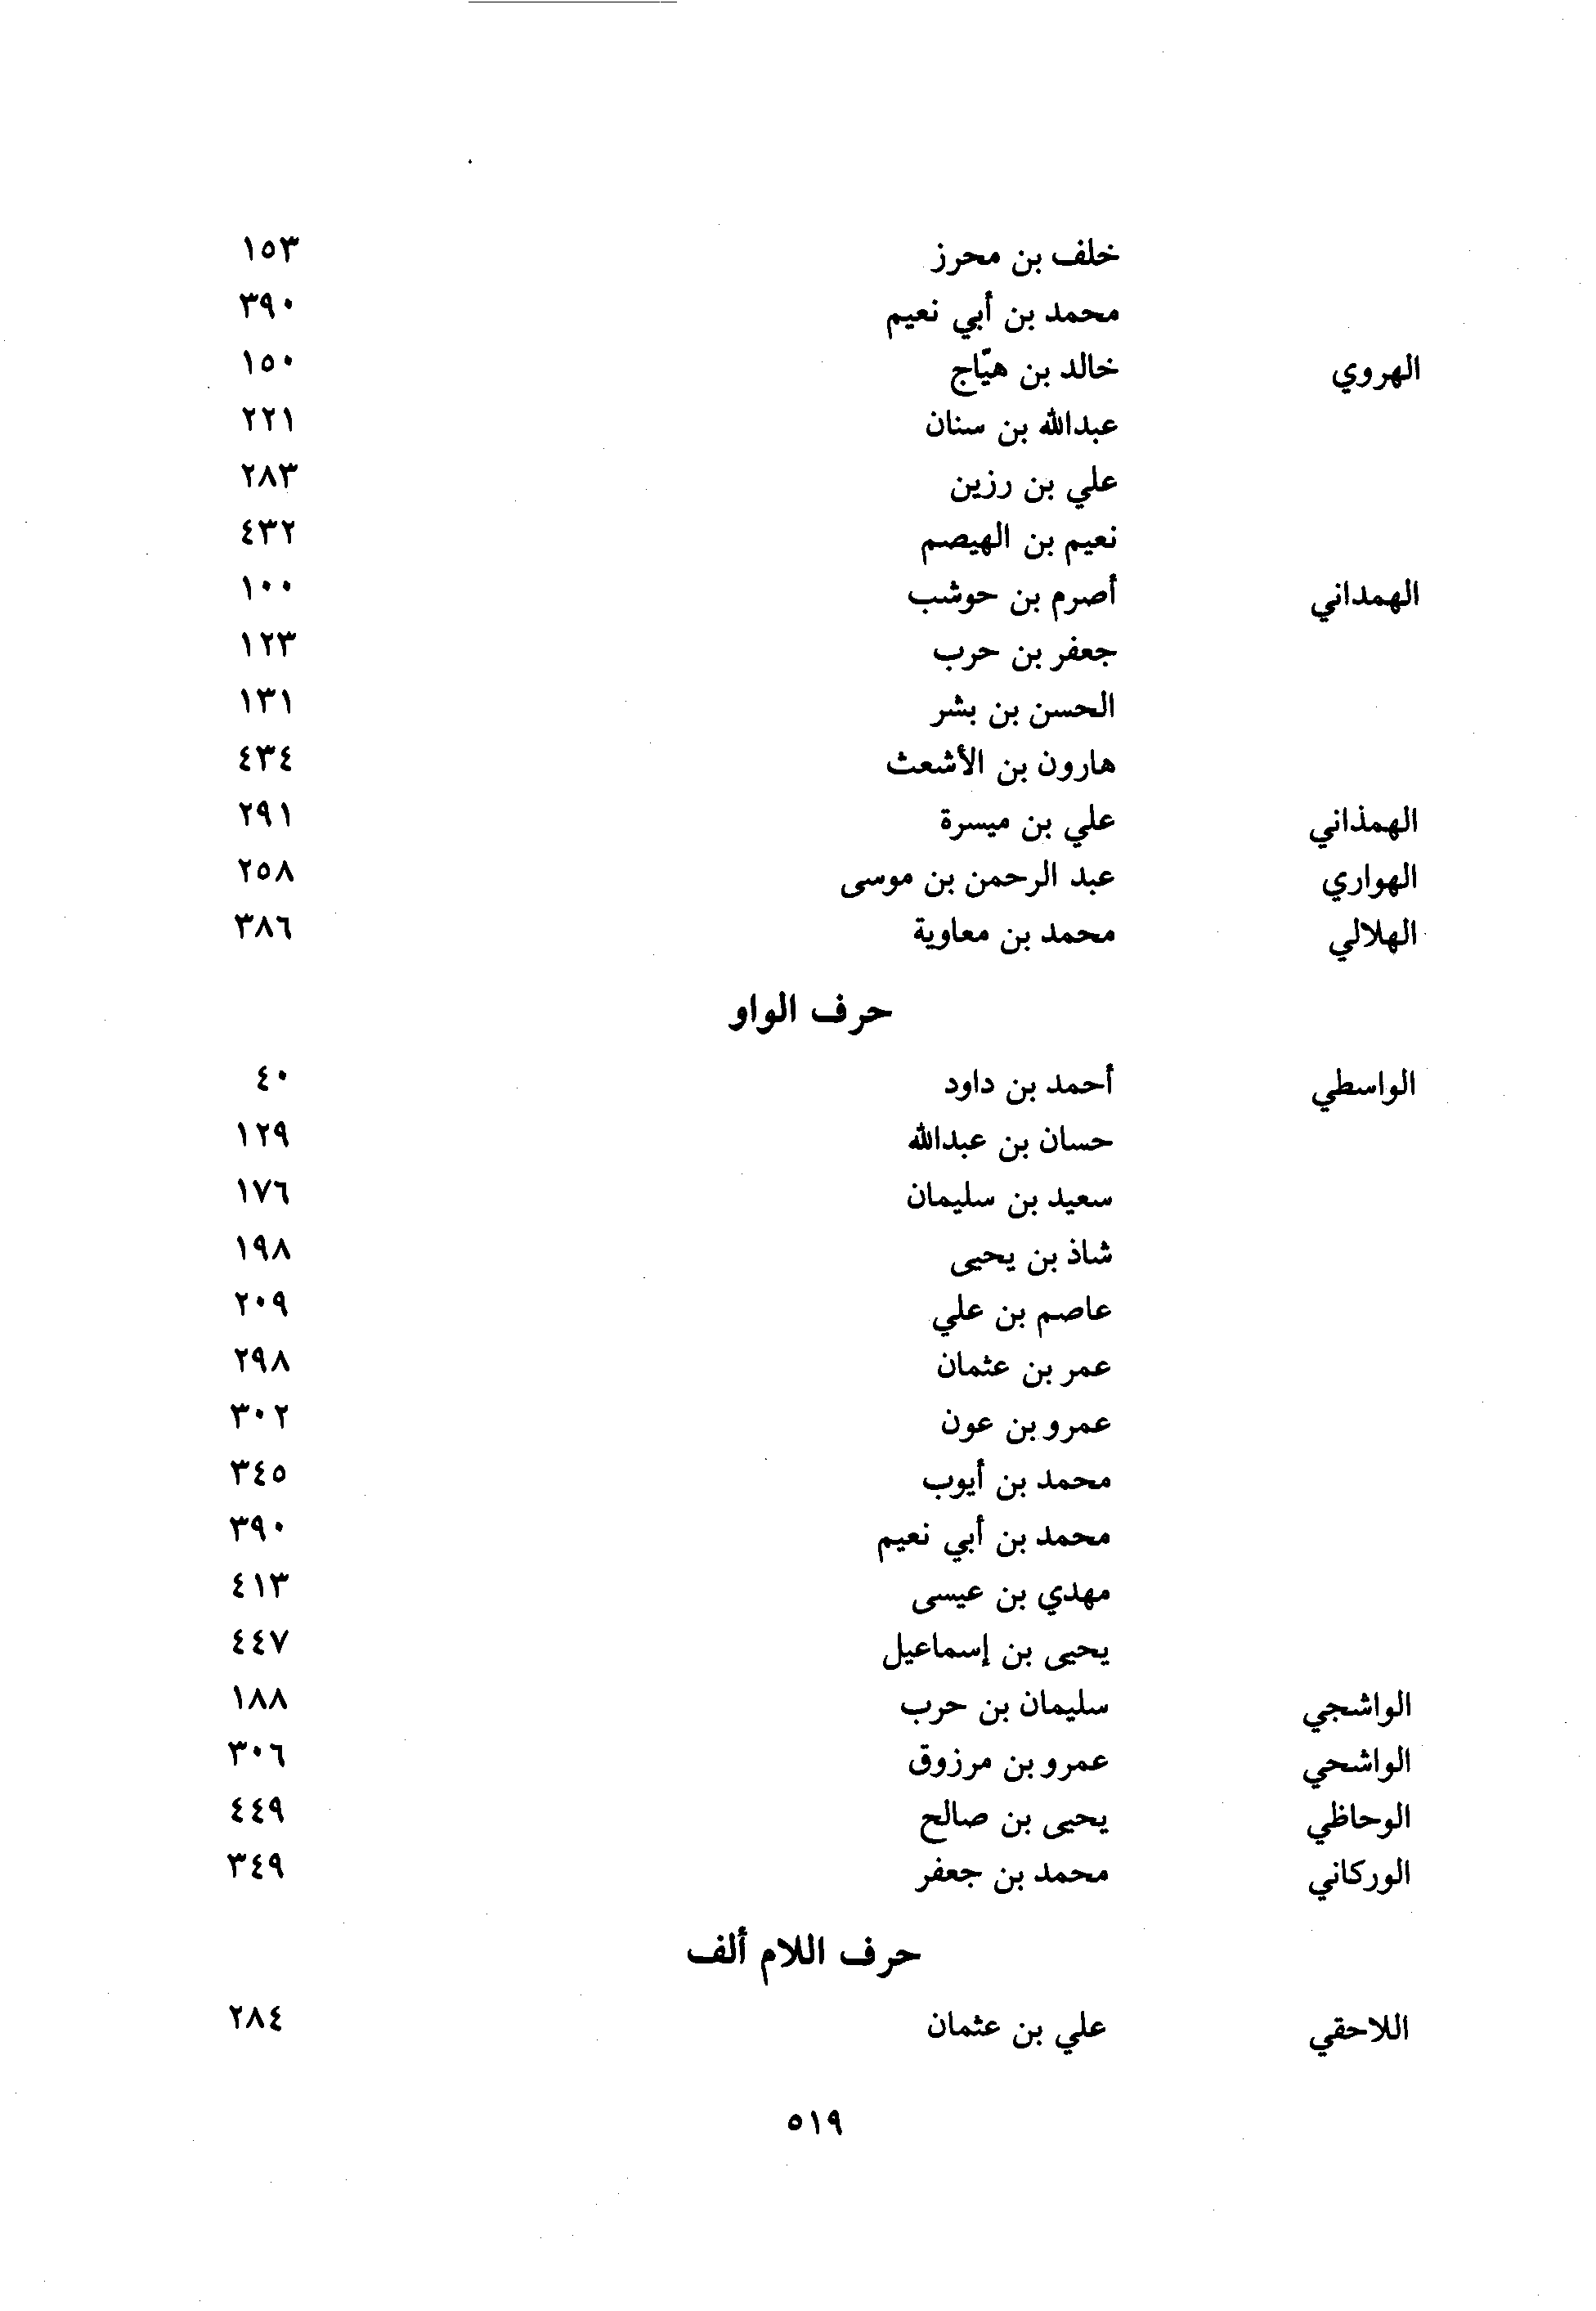 خلف بن محرز ١٥٣
محمد بن أبي نعيم ٣٩٠
الهروي خالد بن هيّاج ١٥٠
عبدالله بن سنان ٢٢١
علي بن رزين ٢٨٣
نعيم بن الهيصم ٤٣٢
الهمداني أصرم بن حوشب ١٠٠
جعفر بن حرب ١٢٣
الحسن بن بشر ١٣١
هارون بن الأشعث ٤٣٤
الهمذاني علي بن ميسرة ٢٩١
الهواري عبد الرحمن بن موسى ٢٥٨
الهلالي محمد بن معاوية ٣٨٦
حرف الواو
الواسطي أحمد بن داود ٤٠
حسان بن عبدالله ١٢٩
سعيد بن سليمان ١٧٦
شاذ بن يحيى ١٩٨
عاصم بن علي ٢٠٩
عمر بن عثمان ٢٩٨
عمرو بن عون ٣٠٢
محمد بن أيوب ٣٤٥
محمد بن أبي نعيم ٣٩٠
مهدي بن عيسى ٤١٣
يحيى بن إسماعيل ٤٤٧
الواشجي سليمان بن حرب ١٨٨
الواشحي عمرو بن مرزوق ٣٠٦
الوحاظي يحيى بن صالح ٤٤٩
الوركاني محمد بن جعفر ٣٤٩
حرف اللام ألف
اللاحقي علي بن عثمان ٢٨٤
٥١٩